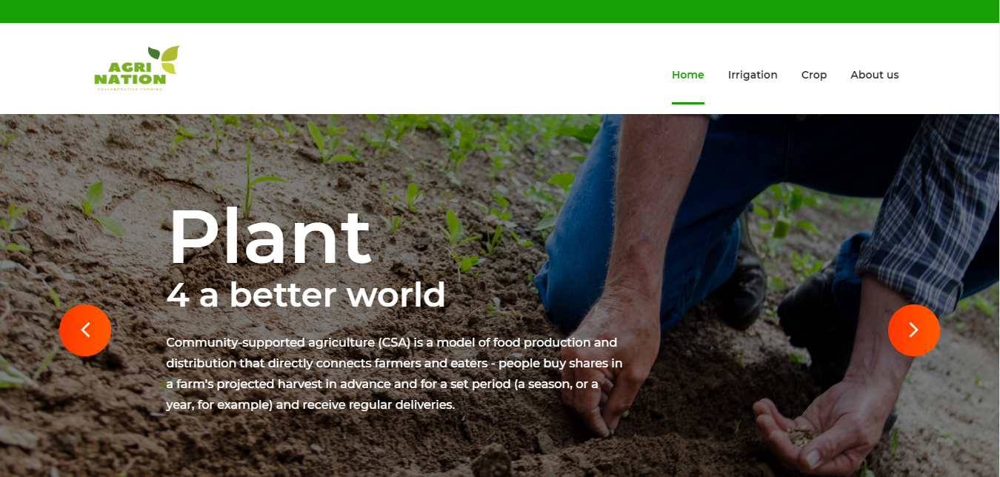 AGRI
NATION
COLLABORATIVE FARMING
Home Irrigation Crop About us
Plant
4 a better world
Community-supported agriculture (CSA) is a model of food production and
distribution that directly connects farmers and eaters - people buy shares in
a farm's projected harvest in advance and for a set period (a season, or a
year, for example) and receive regular deliveries.